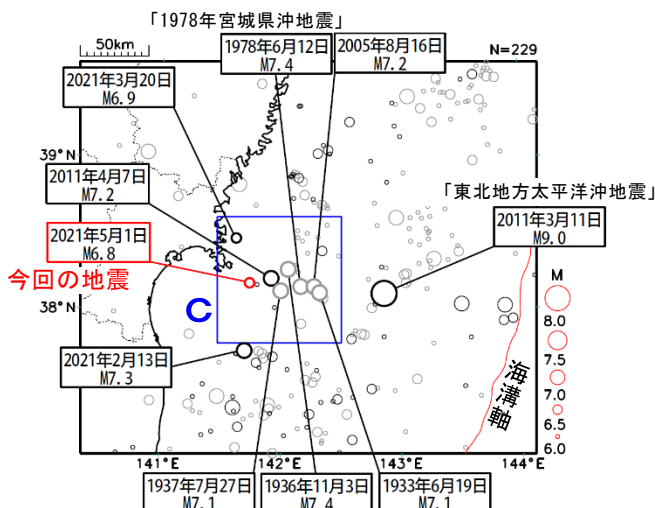 「1978年宮城県沖地震」
50km
1978年6月12日
M7.4
2005年8月16日
M7.2
N=229
2021年3月20日
M6.9
39°N
2011年4月7日
M7.2
「東北地方太平洋沖地震」
2011年3月11日
M9.0
2021年5月1日
M6.8
今回の地震
C
38°N
M
8.0
7.5
7.0
6.5
6.0
海溝軸
2021年2月13日
M7.3
141°E
142°E
143°E
144°E
1937年7月27日
M7.1
1936年11月3日
M7.4
1933年6月19日
M7.1